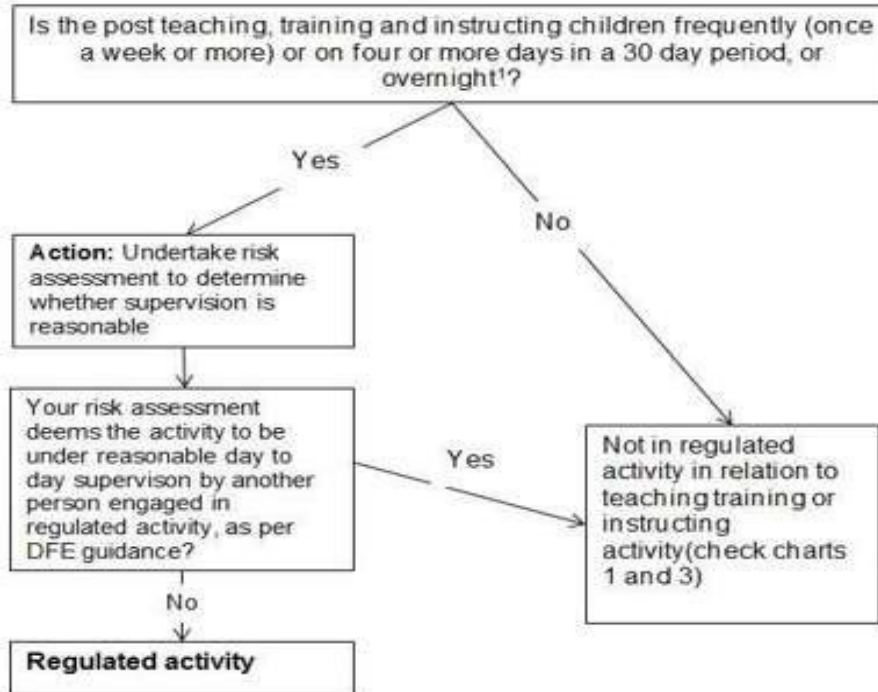 Is the post teaching, training and instructing children frequently (once
a week or more) or on four or more days in a 30 day period, or
overnight¹?
Yes
No
Action: Undertake risk
assessment to determine
whether supervision is
reasonable
Your risk assessment
deems the activity to be
under reasonable day to
day supervison by another
person engaged in
regulated activity, as per
DFE guidance?
Yes
Not in regulated
activity in relation to
teaching training or
instructing
activity(check charts
1 and 3)
No
Regulated activity